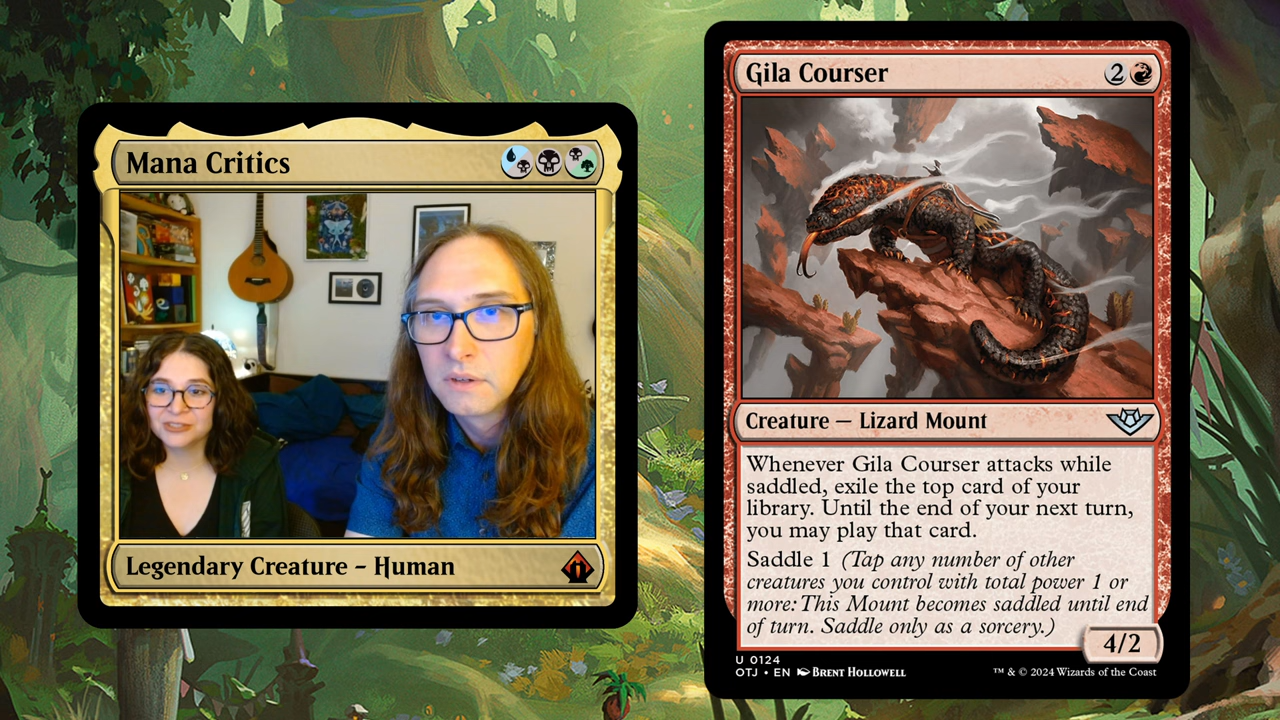 Mana Critics
Legendary Creature – Human
Gila Courser
2
Creature — Lizard Mount
Whenever Gila Courser attacks while
saddled, exile the top card of your
library. Until the end of your next turn,
you may play that card.
Saddle 1 (Tap any number of other
creatures you control with total power 1 or
more: This Mount becomes saddled until end
of turn. Saddle only as a sorcery.)
4/2
U 0124
OTJ • EN BRENT HOLLOWELL
™ & © 2024 Wizards of the Coast